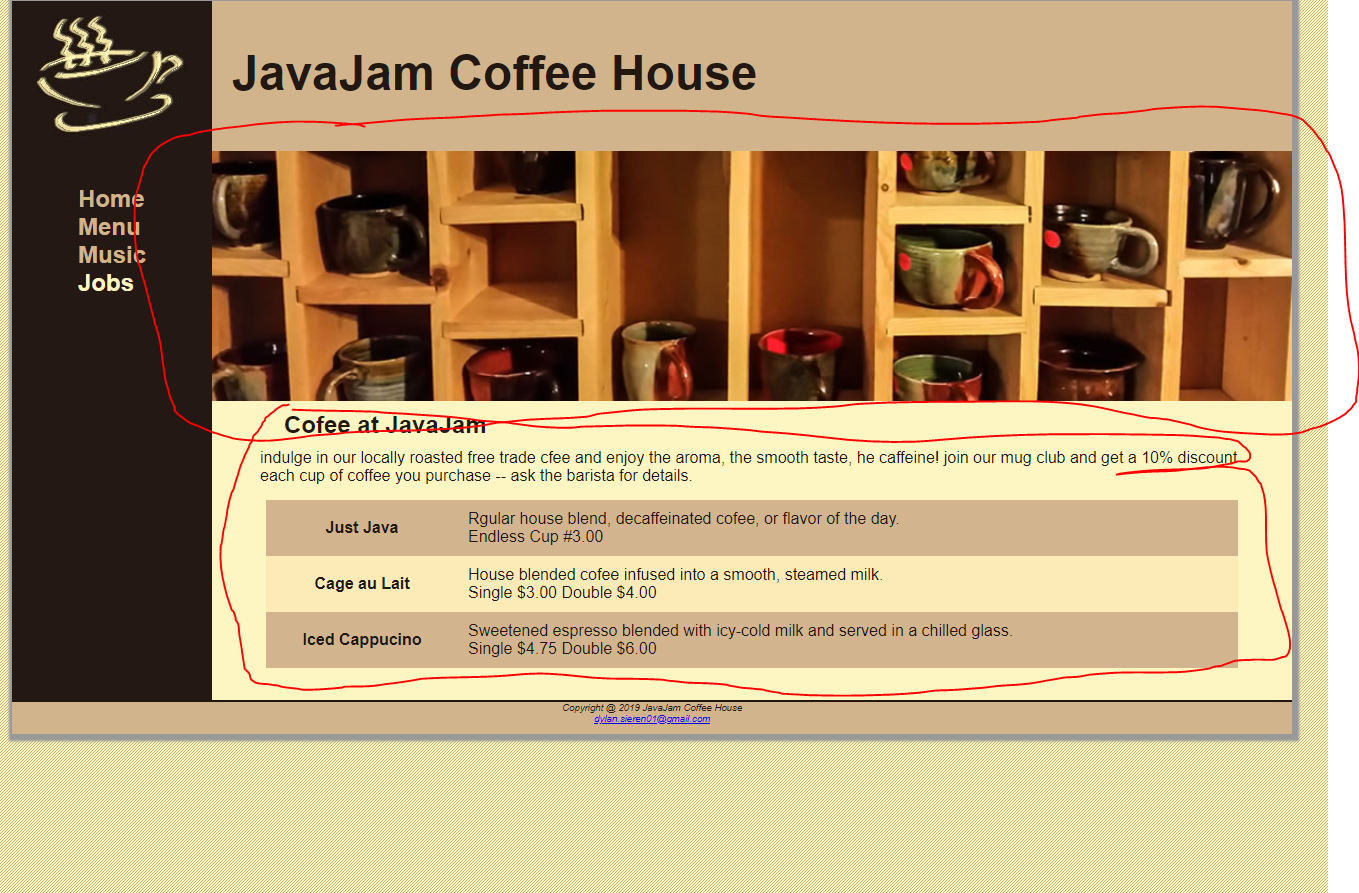 JavaJam Coffee House
Home
Menu
Music
Jobs
Cofee at JavaJam
indulge in our locally roasted free trade cfee and enjoy the aroma, the smooth taste, he caffeine! join our mug club and get a 10% discount
each cup of coffee you purchase -- ask the barista for details.
Just Java
Rgular house blend, decaffeinated cofee, or flavor of the day.
Endless Cup #3.00
Cage au Lait
House blended cofee infused into a smooth, steamed milk.
Single $3.00 Double $4.00
Iced Cappucino
Sweetened espresso blended with icy-cold milk and served in a chilled glass.
Single $4.75 Double $6.00
Copyright @ 2019 JavaJam Coffee House
dylan.sieren01@gmail.com